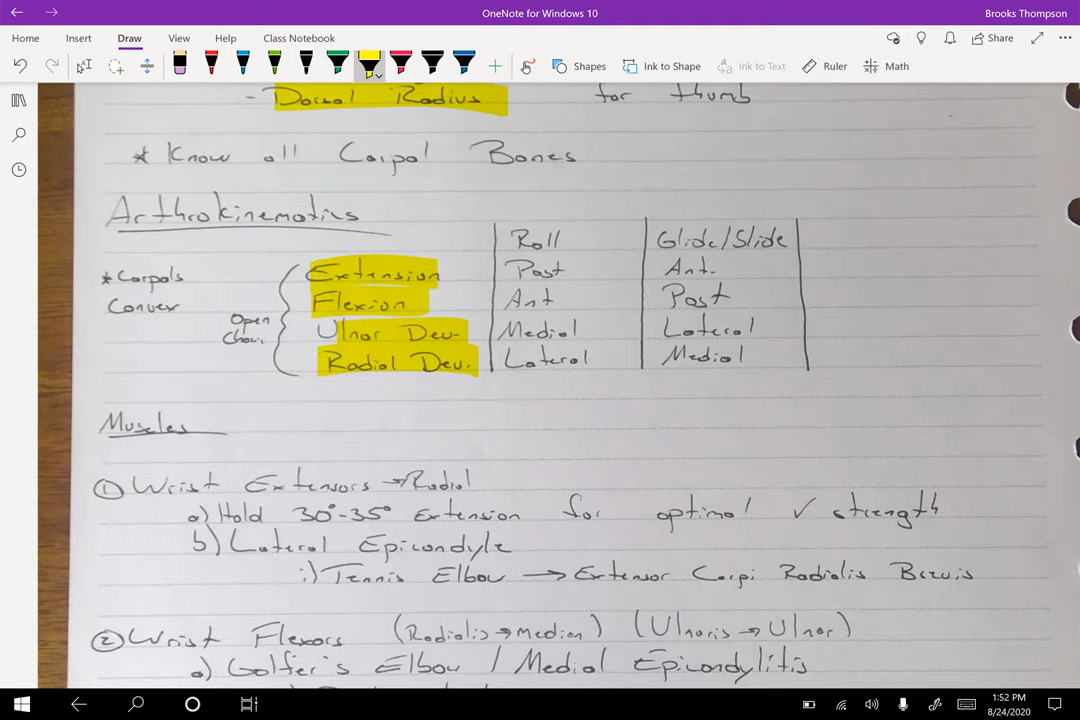 OneNote for Windows 10
Brooks Thompson
Home Insert Draw View Help Class Notebook
Share
Shapes Ink to Shape Ink to Text Ruler Math
- Dorsal Radius for thumb
* Know all Carpal Bones
Arthrokinematics
Roll Glide/Slide
*Carpals Extension Post Ant.
Convex Flexion Ant Post
Open Ulnar Dev. Medial Lateral
Chain Radial Dev. Lateral Medial
Muscles
① Wrist Extensors → Radial
a) Hold 30°-35° Extension for optimal ✓ strength
b) Lateral Epicondyle
i) Tennis Elbow → Extensor Carpi Radialis Brevis
② Wrist Flexors (Radialis → Median) (Ulnaris → Ulnar)
a) Golfer's Elbow / Medial Epicondylitis
1:52 PM
8/24/2020